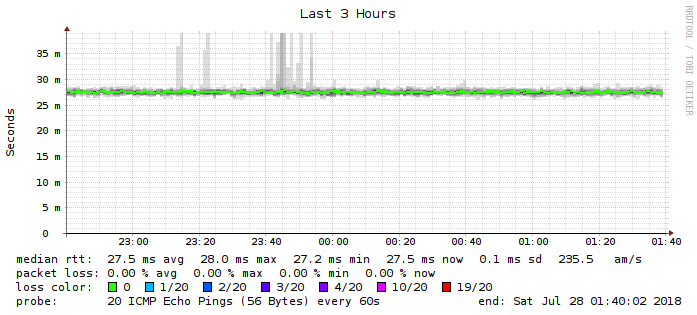 Last 3 Hours
RRDTOOL / TOBI OETIKER
Seconds
35 m
30 m
25 m
20 m
15 m
10 m
5 m
0
23:00 23:20 23:40 00:00 00:20 00:40 01:00 01:20 01:40
median rtt: 27.5 ms avg 28.0 ms max 27.2 ms min 27.5 ms now 0.1 ms sd 235.5 am/s
packet loss: 0.00 % avg 0.00 % max 0.00 % min 0.00 % now
loss color: 0 1/20 2/20 3/20 4/20 10/20 19/20
probe: 20 ICMP Echo Pings (56 Bytes) every 60s end: Sat Jul 28 01:40:02 2018